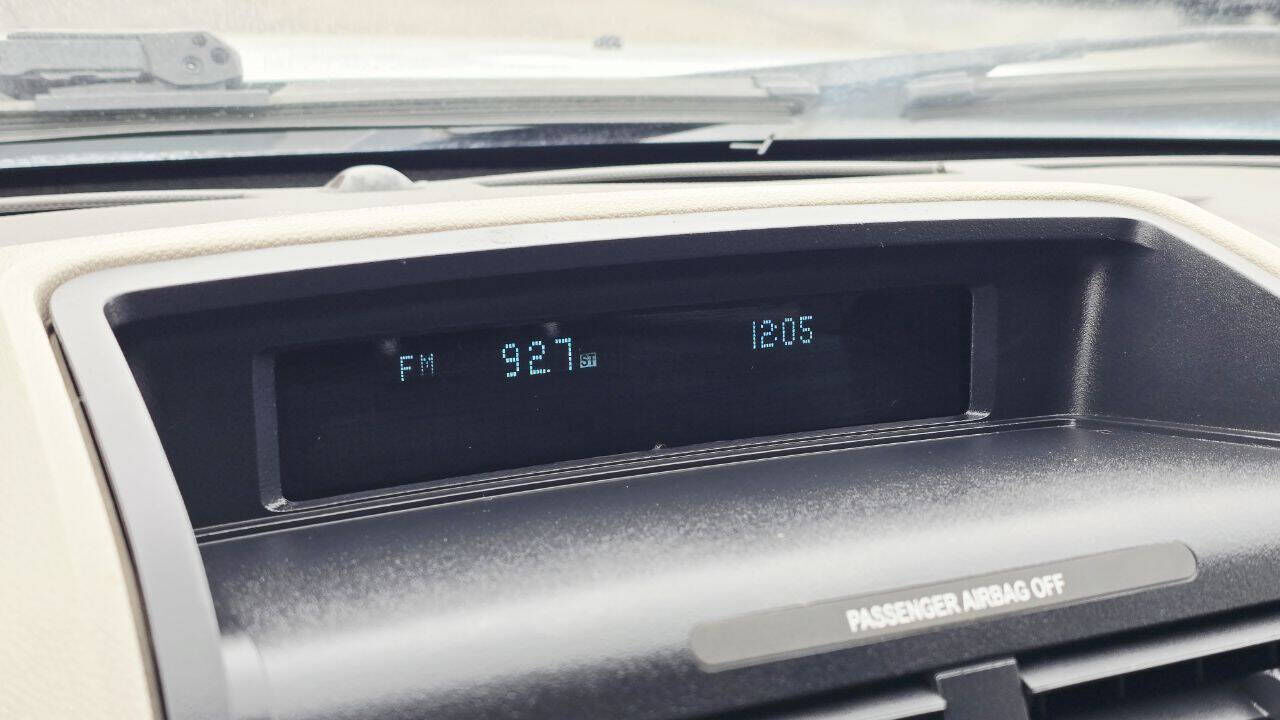 FM 92.7 ST 12:05
PASSENGER AIRBAG OFF